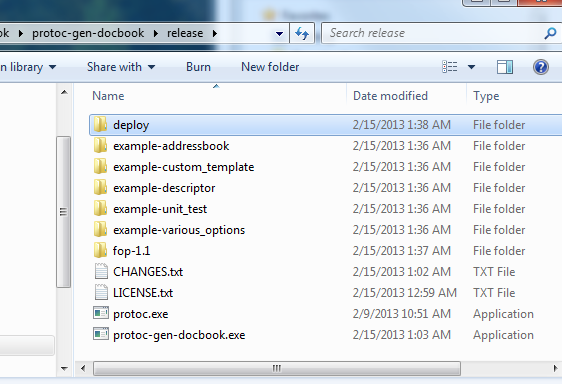 ok ▸ protoc-gen-docbook ▸ release ▸ Search release
n library Share with Burn New folder
Name Date modified Type
deploy 2/15/2013 1:38 AM File folder
example-addressbook 2/15/2013 1:36 AM File folder
example-custom_template 2/15/2013 1:36 AM File folder
example-descriptor 2/15/2013 1:36 AM File folder
example-unit_test 2/15/2013 1:36 AM File folder
example-various_options 2/15/2013 1:36 AM File folder
fop-1.1 2/15/2013 1:37 AM File folder
CHANGES.txt 2/15/2013 1:02 AM TXT File
LICENSE.txt 2/15/2013 12:59 AM TXT File
protoc.exe 2/9/2013 10:51 AM Application
protoc-gen-docbook.exe 2/15/2013 1:03 AM Application